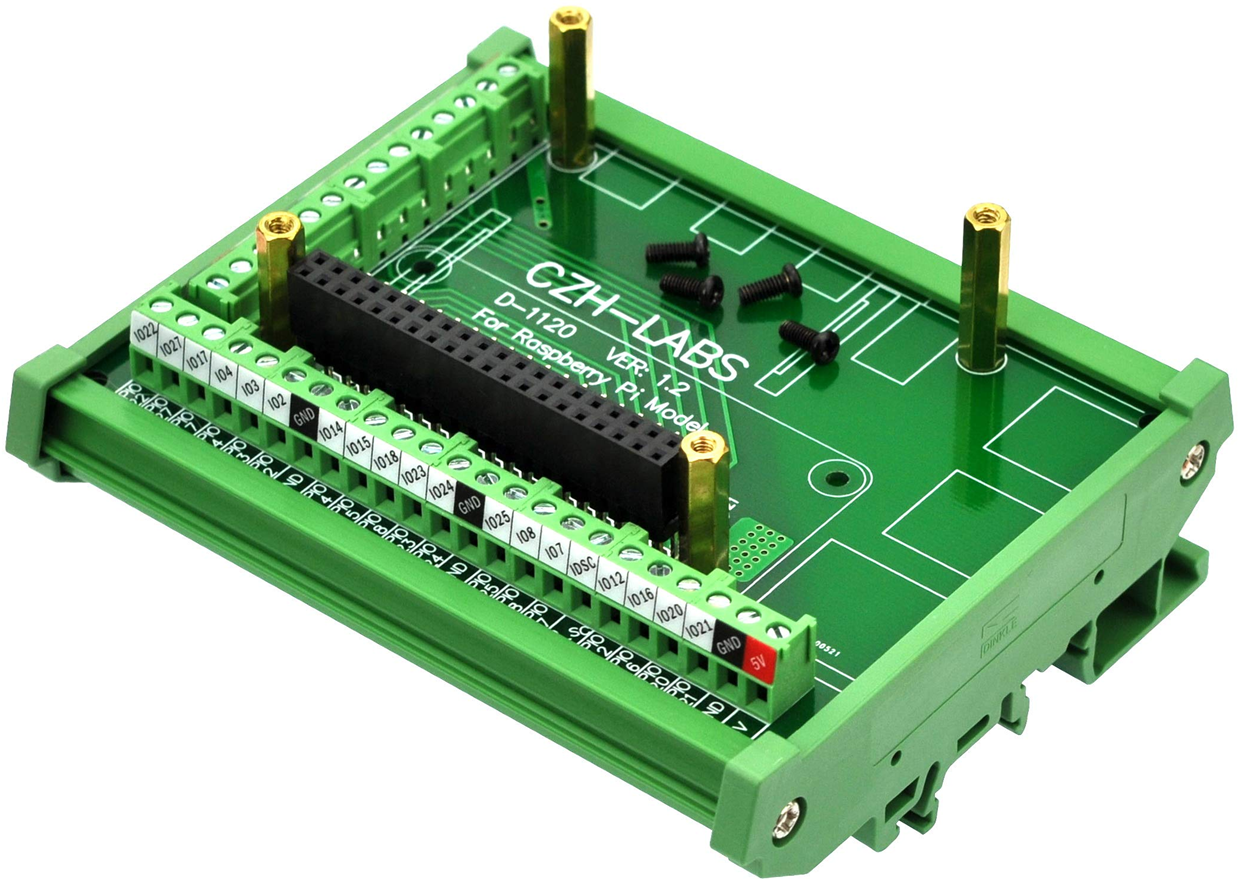 CZH-LABS
D-1120 VER: 1.2
For Raspberry Pi Model
IO22
IO27
IO17
IO4
IO3
IO2
GND
IO14
IO15
IO18
IO23
IO24
GND
IO25
IO8
IO7
IDSC
IO12
IO16
IO20
IO21
GND
5V
DINKLE